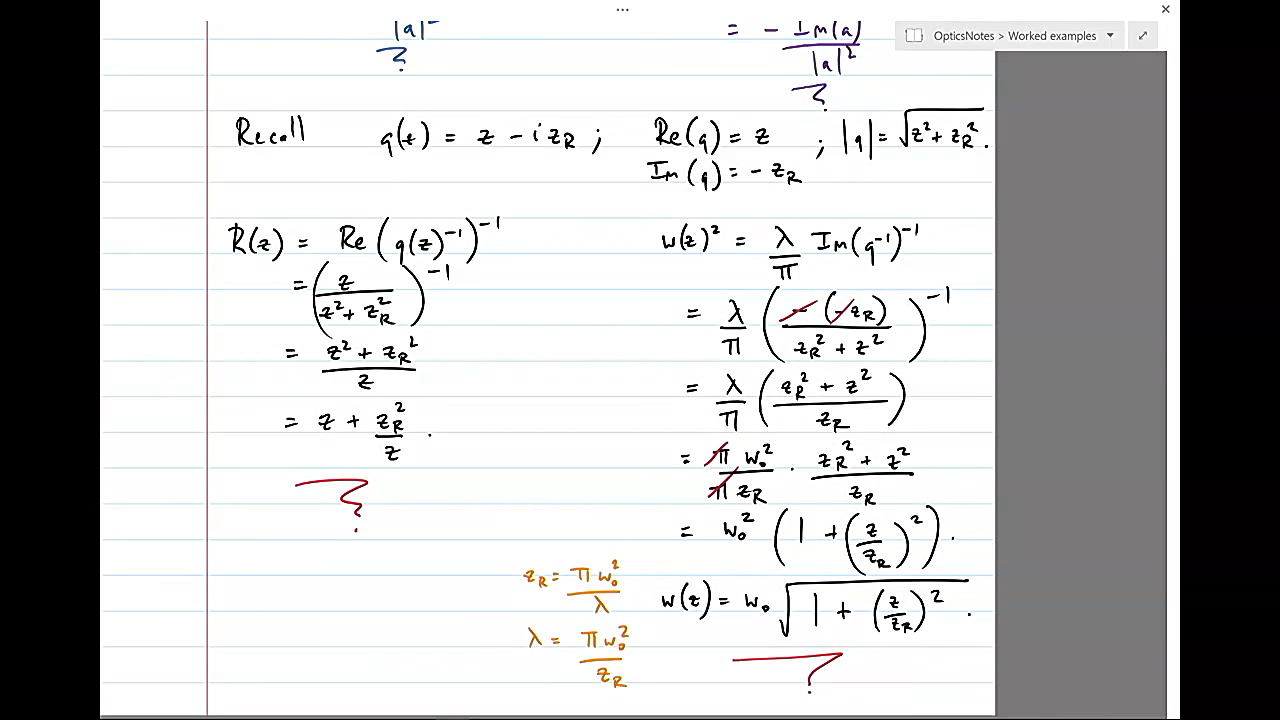 OpticsNotes > Worked examples
|a|²
?
= - Im(a)
|a|²
?
Recall q(z) = z - i z_R ; Re(q) = z ; |q| = √(z² + z_R²).
Im(q) = - z_R
R(z) = Re (q(z)⁻¹)⁻¹
= (z / (z² + z_R²))⁻¹
= (z² + z_R²) / z
= z + z_R² / z .
w(z)² = λ/π Im(q⁻¹)⁻¹
= λ/π (-(-z_R) / (z_R² + z²))⁻¹
= λ/π ((z_R² + z²) / z_R)
= π w₀² / π z_R · (z_R² + z²) / z_R
= w₀² (1 + (z/z_R)²).
w(z) = w₀ √(1 + (z/z_R)²).
z_R = π w₀² / λ
λ = π w₀² / z_R